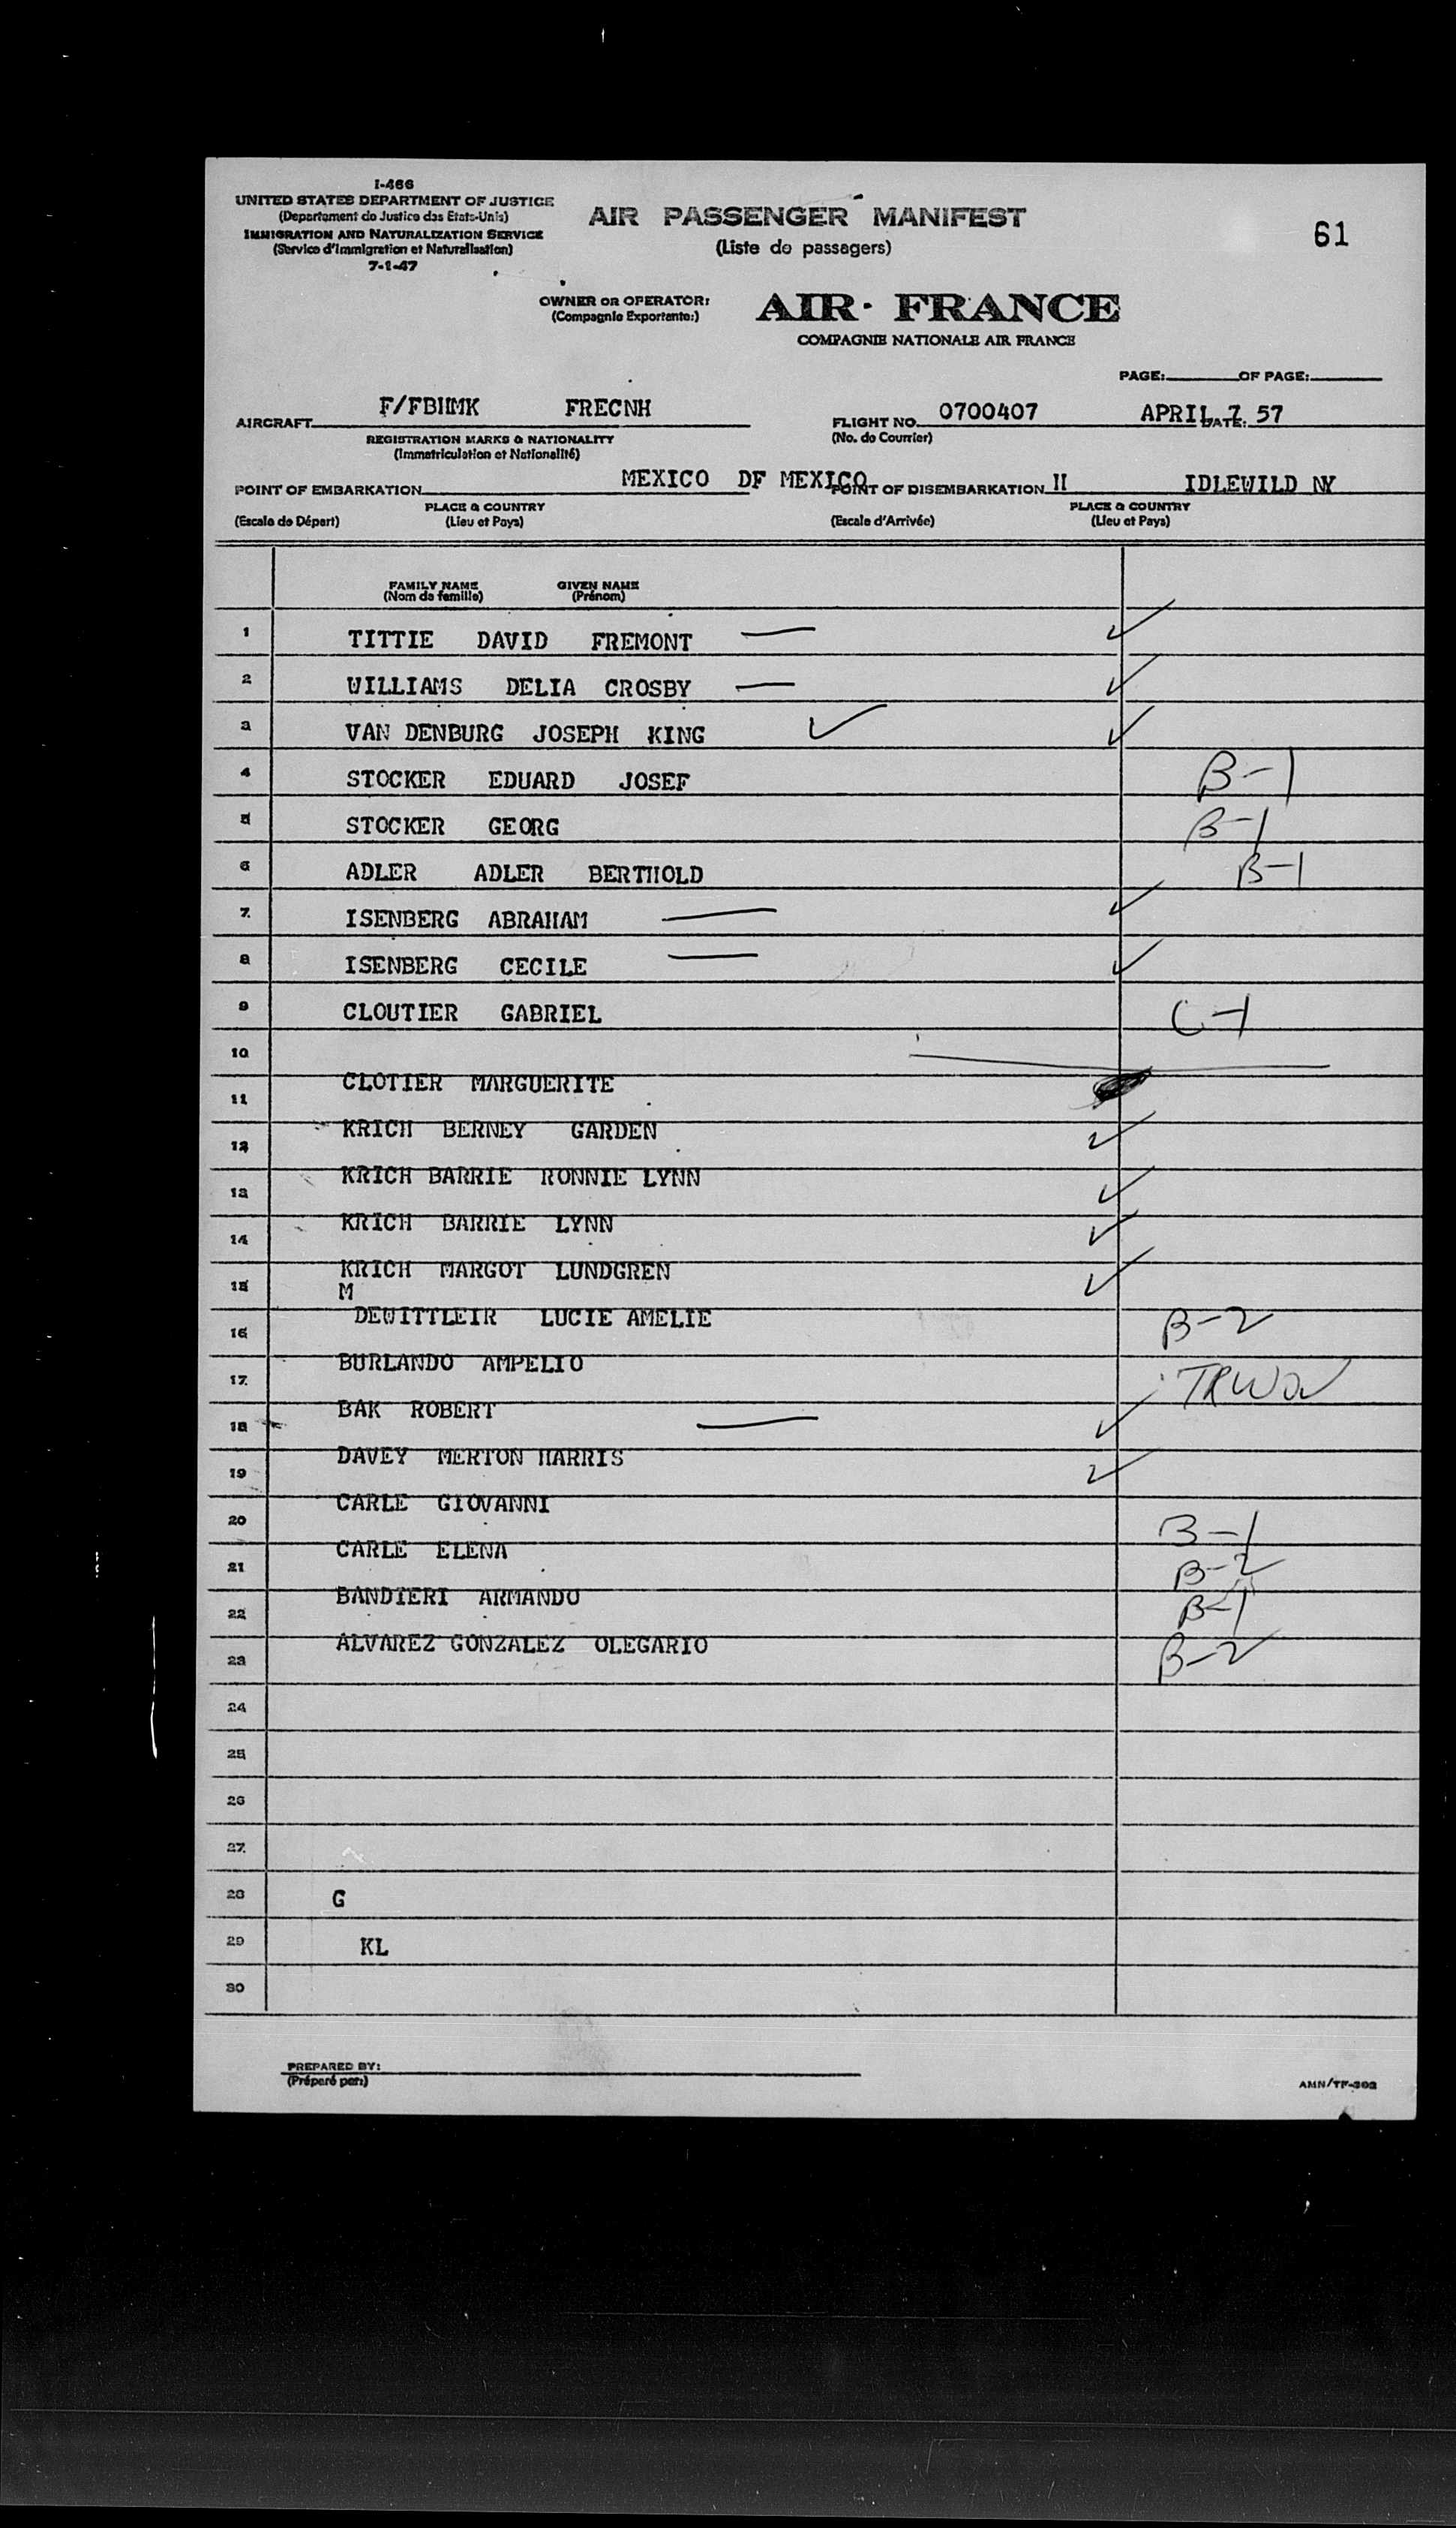 I-466
UNITED STATES DEPARTMENT OF JUSTICE
(Departement de Justice des Etats-Unis)
IMMIGRATION AND NATURALIZATION SERVICE
(Service d'Immigration et Naturalisation)
7-1-47
AIR PASSENGER MANIFEST
(Liste de passagers)
61
OWNER OR OPERATOR:
(Compagnie Exportente:)
AIR FRANCE
COMPAGNIE NATIONALE AIR FRANCE
PAGE: OF PAGE:
AIRCRAFT F/FBHMK FRECNH FLIGHT NO. 0700407 APRIL 7 57 DATE:
REGISTRATION MARKS & NATIONALITY (No. de Courrier)
(Immatriculation et Nationalité)
POINT OF EMBARKATION MEXICO DF MEXICO POINT OF DISEMBARKATION II IDLEWILD NY
PLACE & COUNTRY PLACE & COUNTRY
(Escale de Départ) (Lieu et Pays) (Escale d'Arrivée) (Lieu et Pays)
FAMILY NAME GIVEN NAME
(Nom de famille) (Prénom)
1 TITTIE DAVID FREMONT — ✓
2 WILLIAMS DELIA CROSBY — ✓
3 VAN DENBURG JOSEPH KING ✓ ✓
4 STOCKER EDUARD JOSEF B-1
5 STOCKER GEORG B-1
6 ADLER ADLER BERTHOLD B-1
7 ISENBERG ABRAHAM — ✓
8 ISENBERG CECILE — ✓
9 CLOUTIER GABRIEL C-1
10
CLOTIER MARGUERITE
11
KRICH BERNEY GARDEN
12 ✓
KRICH BARRIE RONNIE LYNN
13 ✓
KRICH BARRIE LYNN
14 ✓
KRICH MARGOT LUNDGREN
15 M ✓
DEWITTLEIR LUCIE AMELIE
16 B-2
BURLANDO AMPELIO
17
BAK ROBERT
18 — ✓
DAVEY MERTON HARRIS
19 ✓
CARLE GIOVANNI
20 B-1
CARLE ELENA
21 B-2
BANDIERI ARMANDO
22 B-1
ALVAREZ GONZALEZ OLEGARIO
23 B-2
24
25
26
27
28 G
29 KL
30
PREPARED BY:
(Préparé par:)
AMN/TF-302